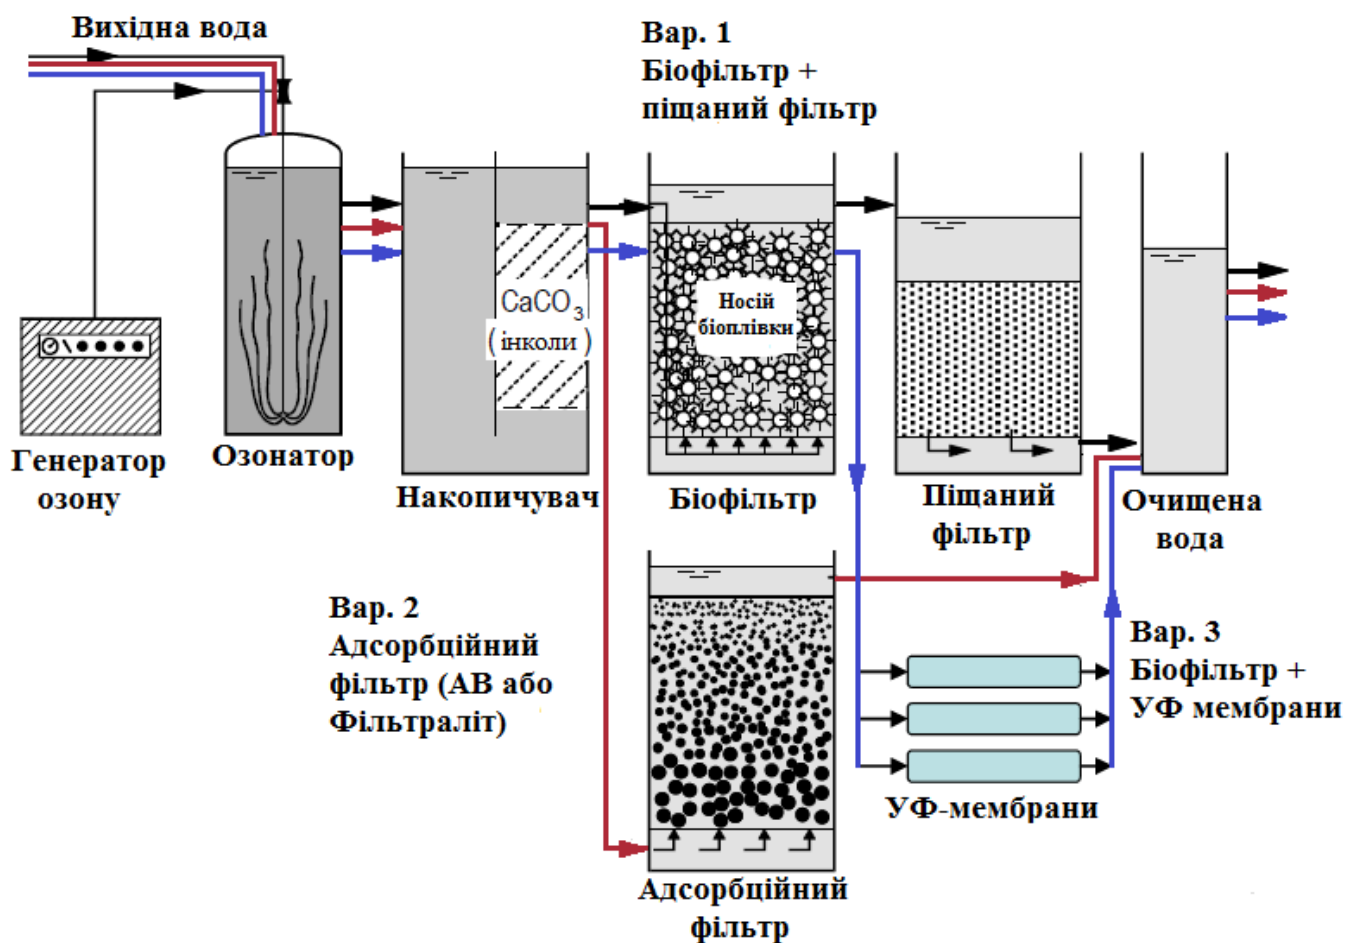 Вихідна вода
Вар. 1
Біофільтр +
піщаний фільтр
CaCO3
(інколи)
Носій
біоплівки
Генератор
озону
Озонатор
Накопичувач
Біофільтр
Піщаний
фільтр
Очищена
вода
Вар. 2
Адсорбційний
фільтр (АВ або
Фільтраліт)
Вар. 3
Біофільтр +
УФ мембрани
УФ-мембрани
Адсорбційний
фільтр